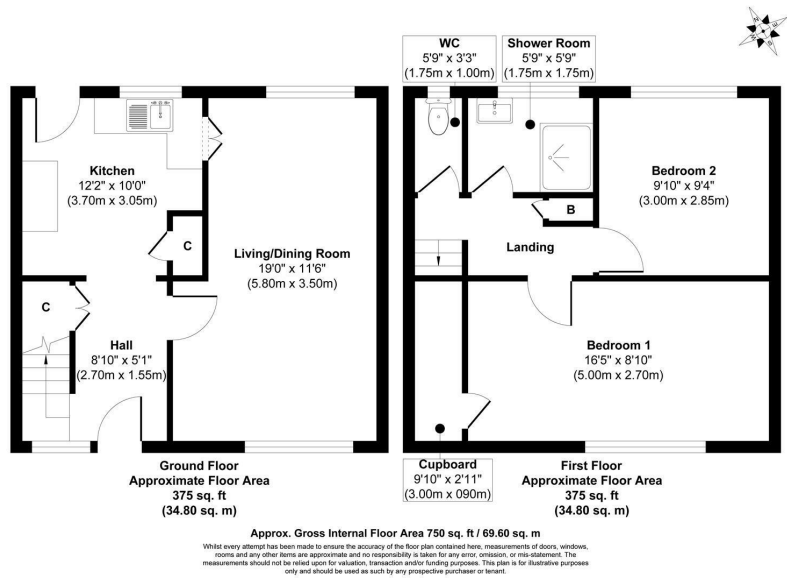 WC
5'9" x 3'3"
(1.75m x 1.00m)
Shower Room
5'9" x 5'9"
(1.75m x 1.75m)
Kitchen
12'2" x 10'0"
(3.70m x 3.05m)
C
Living/Dining Room
19'0" x 11'6"
(5.80m x 3.50m)
C
Hall
8'10" x 5'1"
(2.70m x 1.55m)
Bedroom 2
9'10" x 9'4"
(3.00m x 2.85m)
B
Landing
Bedroom 1
16'5" x 8'10"
(5.00m x 2.70m)
Cupboard
9'10" x 2'11"
(3.00m x 090m)
Ground Floor
Approximate Floor Area
375 sq. ft
(34.80 sq. m)
First Floor
Approximate Floor Area
375 sq. ft
(34.80 sq. m)
Approx. Gross Internal Floor Area 750 sq. ft / 69.60 sq. m
Whilst every attempt has been made to ensure the accuracy of the floor plan contained here, measurements of doors, windows,
rooms and any other items are approximate and no responsibility is taken for any error, omission, or mis-statement. The
measurements should not be relied upon for valuation, transaction and/or funding purposes. This plan is for illustrative purposes
only and should be used as such by any prospective purchaser or tenant.